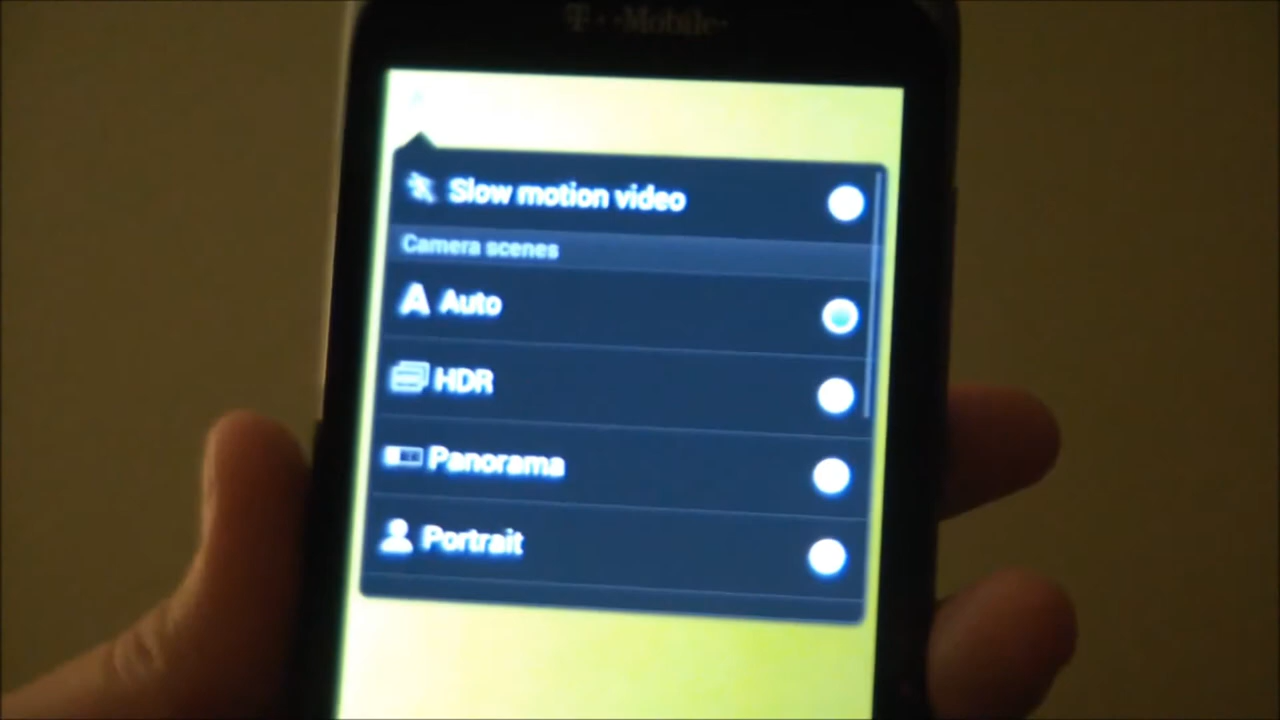 T··Mobile·
Slow motion video
Camera scenes
A Auto
HDR
Panorama
Portrait